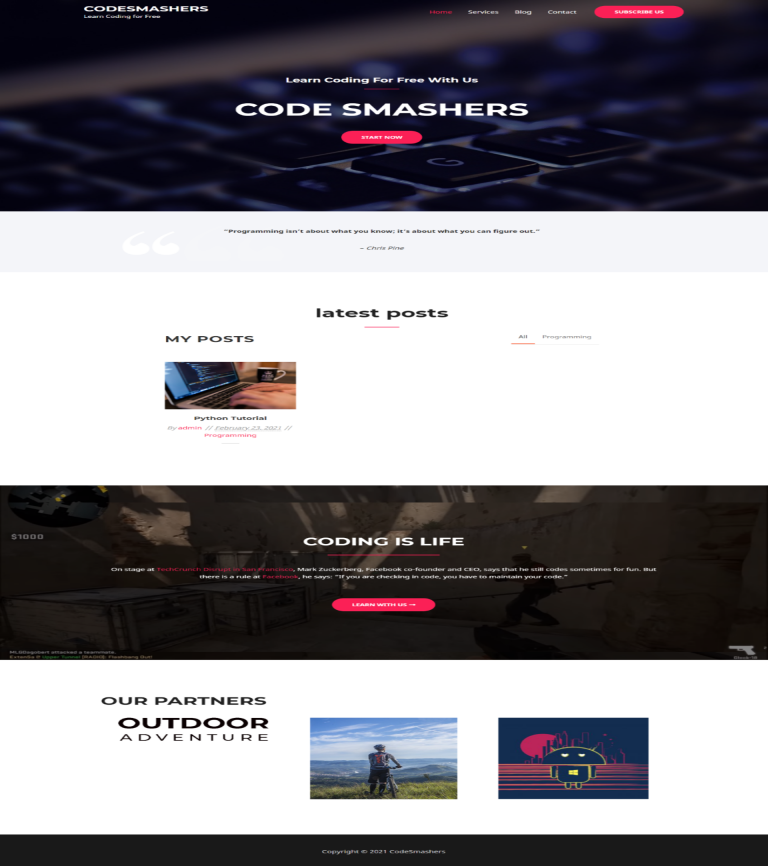 CODESMASHERS
Learn Coding for Free
Home Services Blog Contact SUBSCRIBE US
Learn Coding For Free With Us
CODE SMASHERS
START NOW
G
F
“Programming isn't about what you know; it's about what you can figure out.”
– Chris Pine
latest posts
MY POSTS
All Programming
Python Tutorial
By admin // February 23, 2021 //
Programming
$1000
CODING IS LIFE
On stage at TechCrunch Disrupt in San Francisco, Mark Zuckerberg, Facebook co-founder and CEO, says that he still codes sometimes for fun. But
there is a rule at Facebook, he says: “If you are checking in code, you have to maintain your code.”
LEARN WITH US →
attacked a teammate.
OUR PARTNERS
OUTDOOR
ADVENTURE
Copyright © 2021 CodeSmashers